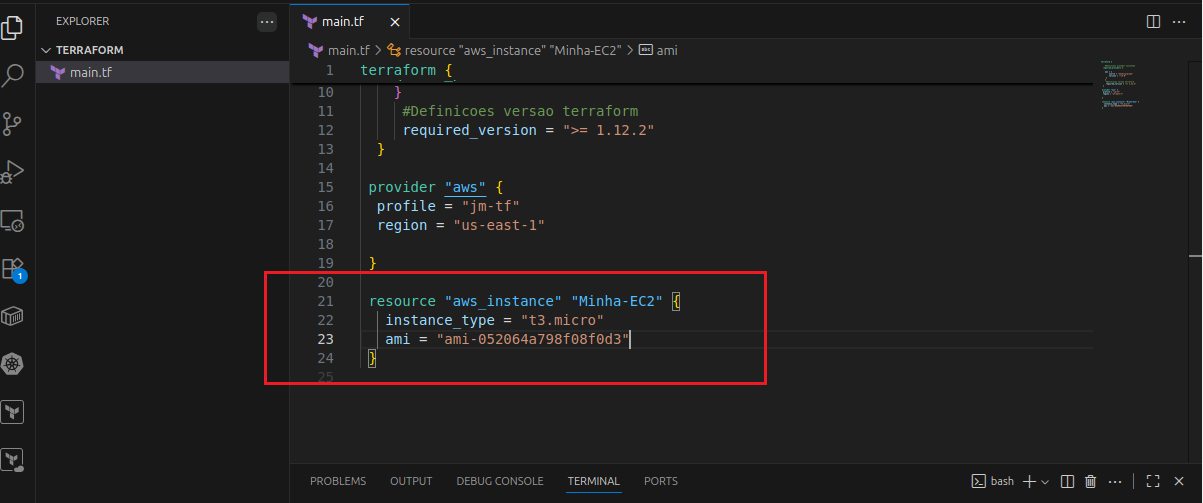 EXPLORER
TERRAFORM
main.tf
1
main.tf
main.tf > resource "aws_instance" "Minha-EC2" > ami
1 terraform {
10 }
11 #Definicoes versao terraform
12 required_version = ">= 1.12.2"
13 }
14
15 provider "aws" {
16 profile = "jm-tf"
17 region = "us-east-1"
18
19 }
20
21 resource "aws_instance" "Minha-EC2" {
22 instance_type = "t3.micro"
23 ami = "ami-052064a798f08f0d3"
24 }
25
PROBLEMS OUTPUT DEBUG CONSOLE TERMINAL PORTS bash